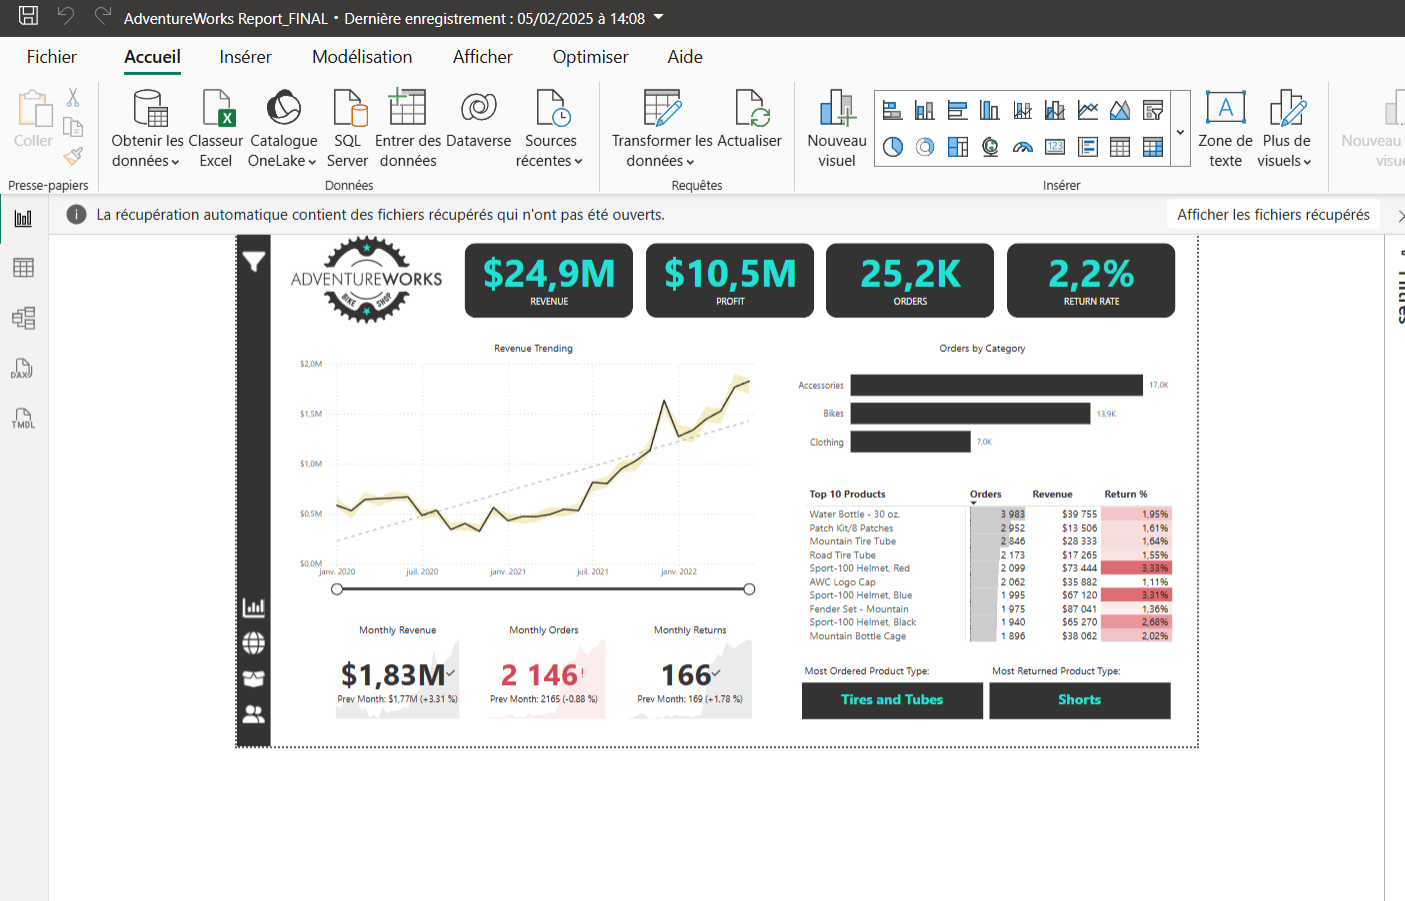 AdventureWorks Report_FINAL • Dernière enregistrement : 05/02/2025 à 14:08
Fichier Accueil Insérer Modélisation Afficher Optimiser Aide
Coller
Obtenir les données
Classeur Excel
Catalogue OneLake
SQL Server
Entrer des données
Dataverse
Sources récentes
Transformer les données
Actualiser
Nouveau visuel
123
A
Zone de texte
Plus de visuels
Nouveau
Presse-papiers
Données
Requêtes
Insérer
La récupération automatique contient des fichiers récupérés qui n'ont pas été ouverts.
Afficher les fichiers récupérés
DAX
TMDL
ADVENTUREWORKS
BIKE SHOP
$24,9M
REVENUE
$10,5M
PROFIT
25,2K
ORDERS
2,2%
RETURN RATE
Revenue Trending
$2,0M
$1,5M
$1,0M
$0,5M
$0,0M
janv. 2020 juil. 2020 janv. 2021 juil. 2021 janv. 2022
Orders by Category
Accessories 17,0K
Bikes 13,9K
Clothing 7,0K
Top 10 Products Orders Revenue Return %
Water Bottle - 30 oz. 3 983 $39 755 1,95%
Patch Kit/8 Patches 2 952 $13 506 1,61%
Mountain Tire Tube 2 846 $28 333 1,64%
Road Tire Tube 2 173 $17 265 1,55%
Sport-100 Helmet, Red 2 099 $73 444 3,33%
AWC Logo Cap 2 062 $35 882 1,11%
Sport-100 Helmet, Blue 1 995 $67 120 3,31%
Fender Set - Mountain 1 975 $87 041 1,36%
Sport-100 Helmet, Black 1 940 $65 270 2,68%
Mountain Bottle Cage 1 896 $38 062 2,02%
Monthly Revenue
$1,83M
Prev Month: $1,77M (+3.31 %)
Monthly Orders
2 146!
Prev Month: 2165 (-0.88 %)
Monthly Returns
166
Prev Month: 169 (+1.78 %)
Most Ordered Product Type:
Tires and Tubes
Most Returned Product Type:
Shorts